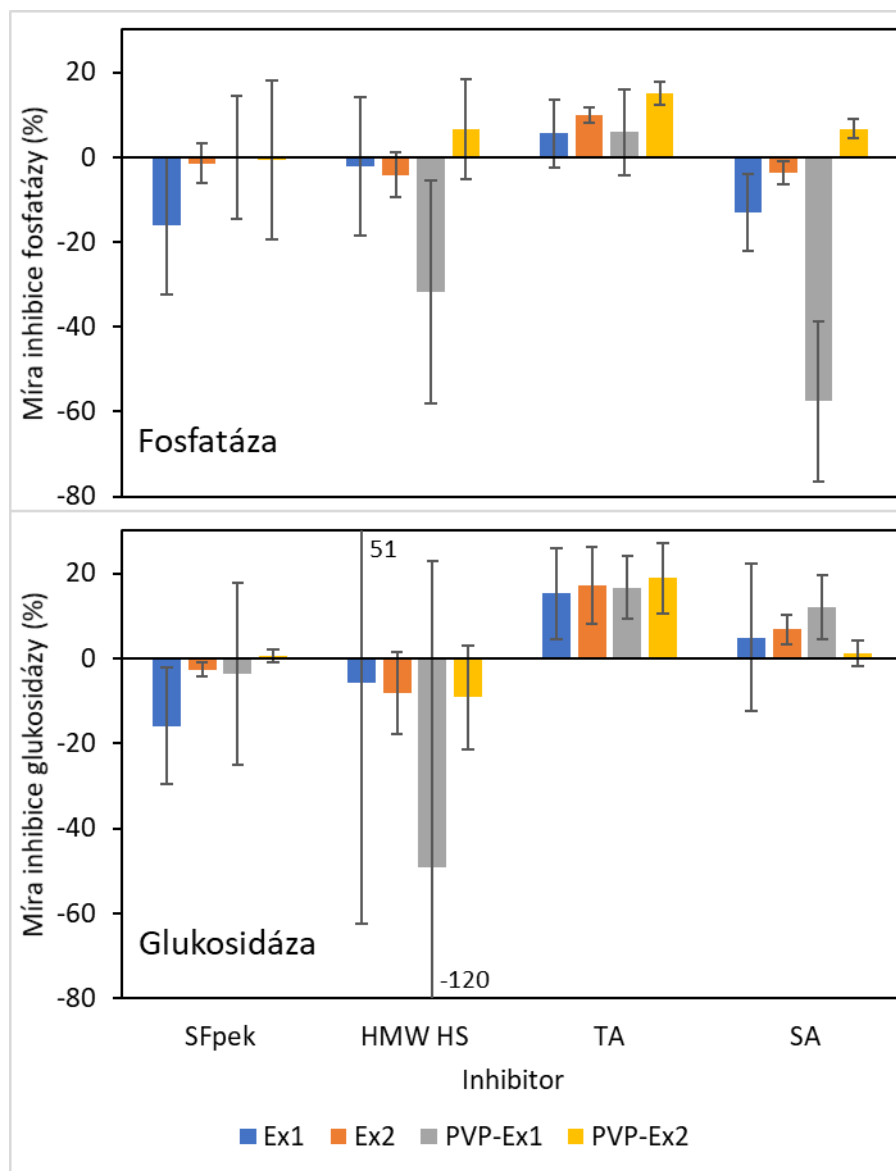 Míra inhibice fosfatázy (%)
20
0
-20
-40
-60
-80
Fosfatáza
Míra inhibice glukosidázy (%)
20
0
-20
-40
-60
-80
51
-120
Glukosidáza
SFpek HMW HS TA SA
Inhibitor
Ex1 Ex2 PVP-Ex1 PVP-Ex2